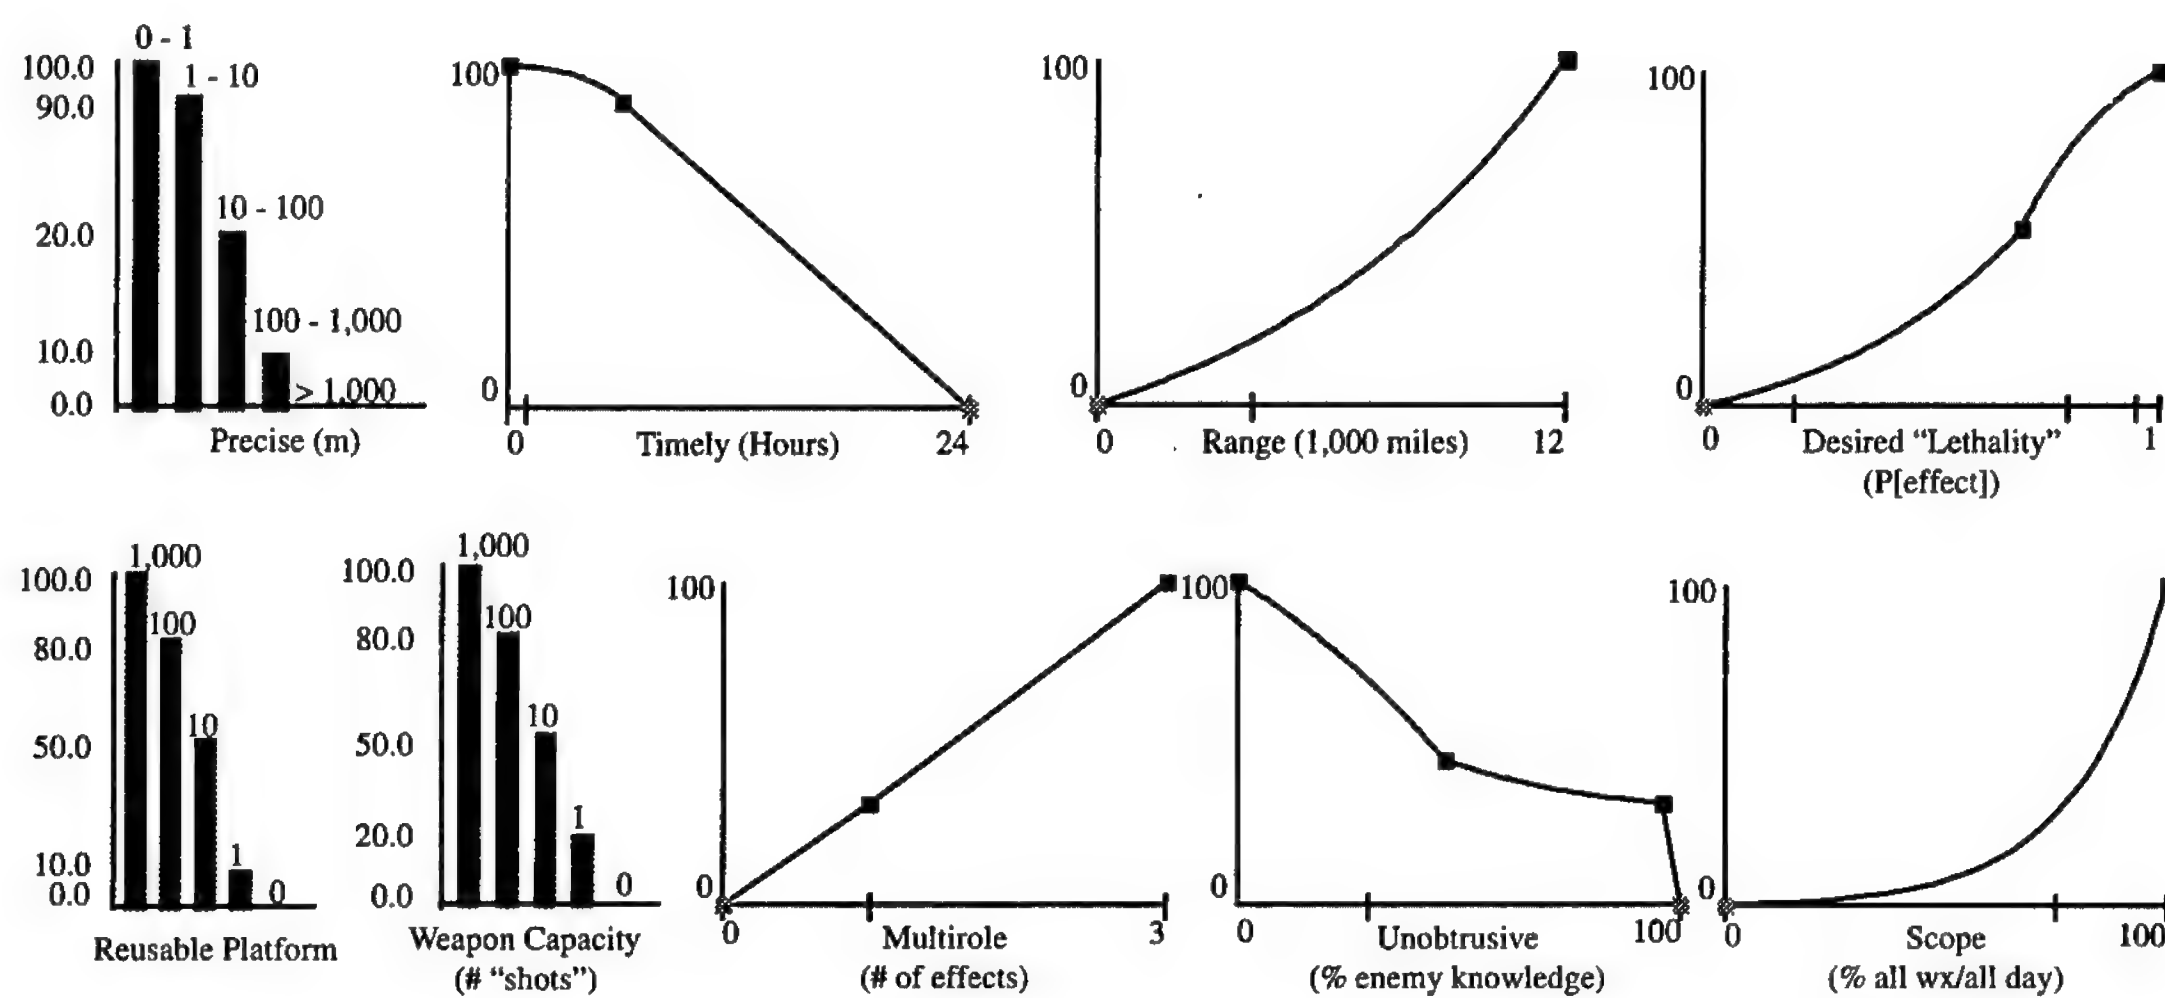 0 - 1
100.0
1 - 10
90.0
10 - 100
20.0
100 - 1,000
10.0
> 1,000
0.0
Precise (m)
100
0
0
Timely (Hours)
24
100
0
0
Range (1,000 miles)
12
100
0
0
Desired “Lethality”
1
(P[effect])
1,000
100.0
100
80.0
10
50.0
1
10.0
0.0
0
Reusable Platform
1,000
100.0
100
80.0
10
50.0
1
20.0
0
0.0
Weapon Capacity
(# “shots”)
100
0
0
Multirole
3
(# of effects)
100
0
0
Unobtrusive
100
(% enemy knowledge)
100
0
0
Scope
100
(% all wx/all day)